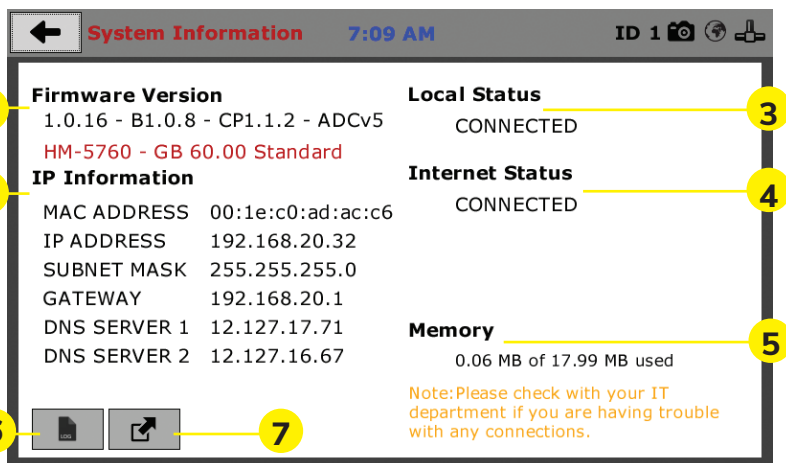 System Information 7:09 AM ID 1
Firmware Version
1.0.16 - B1.0.8 - CP1.1.2 - ADCv5
HM-5760 - GB 60.00 Standard
IP Information
MAC ADDRESS 00:1e:c0:ad:ac:c6
IP ADDRESS 192.168.20.32
SUBNET MASK 255.255.255.0
GATEWAY 192.168.20.1
DNS SERVER 1 12.127.17.71
DNS SERVER 2 12.127.16.67
LOG
7
Local Status
3
CONNECTED
Internet Status
4
CONNECTED
Memory
5
0.06 MB of 17.99 MB used
Note:Please check with your IT
department if you are having trouble
with any connections.